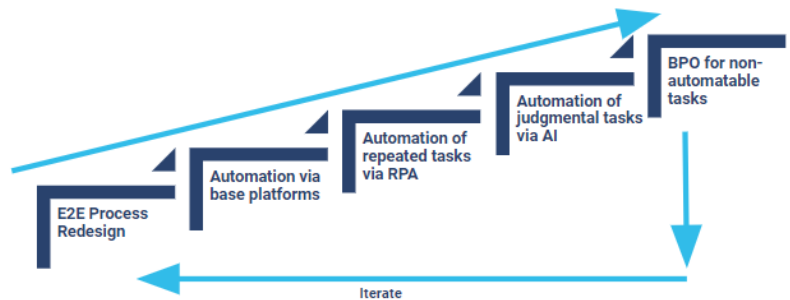 E2E Process
Redesign
Automation via
base platforms
Automation of
repeated tasks
via RPA
Automation of
judgmental tasks
via AI
BPO for non-
automatable
tasks
Iterate